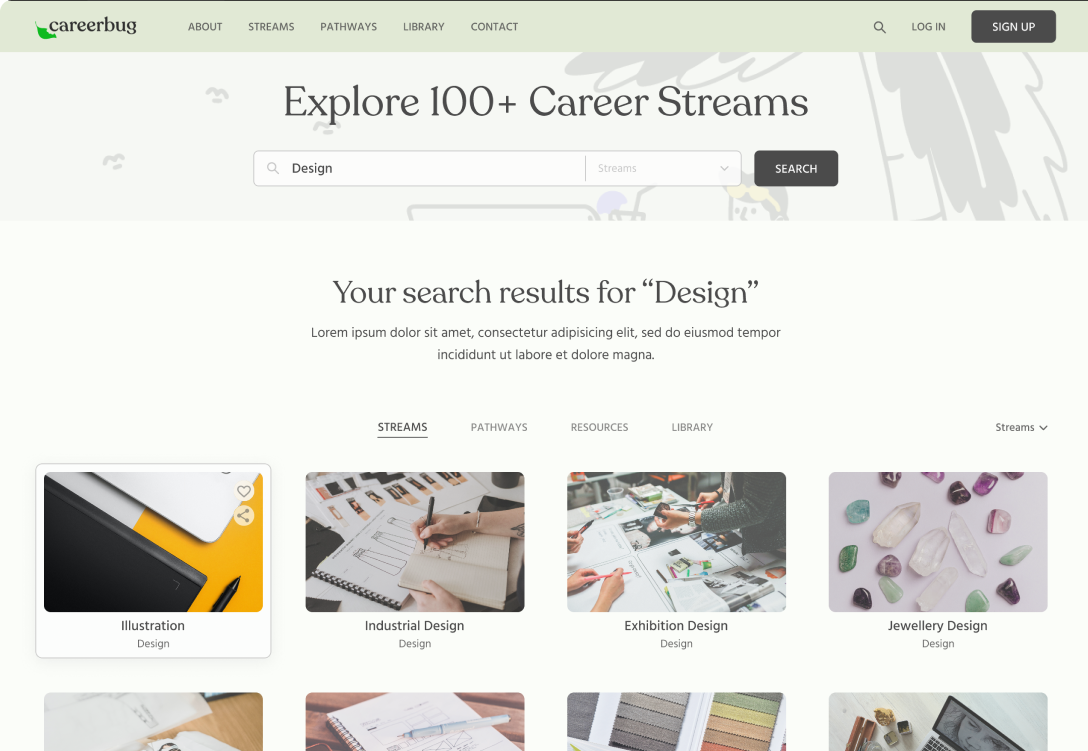 careerbug
ABOUT
STREAMS
PATHWAYS
LIBRARY
CONTACT
LOG IN
SIGN UP
Explore 100+ Career Streams
Design
Streams
SEARCH
Your search results for “Design”
Lorem ipsum dolor sit amet, consectetur adipisicing elit, sed do eiusmod tempor
incididunt ut labore et dolore magna.
STREAMS
PATHWAYS
RESOURCES
LIBRARY
Streams
Illustration
Design
Industrial Design
Design
Exhibition Design
Design
Jewellery Design
Design